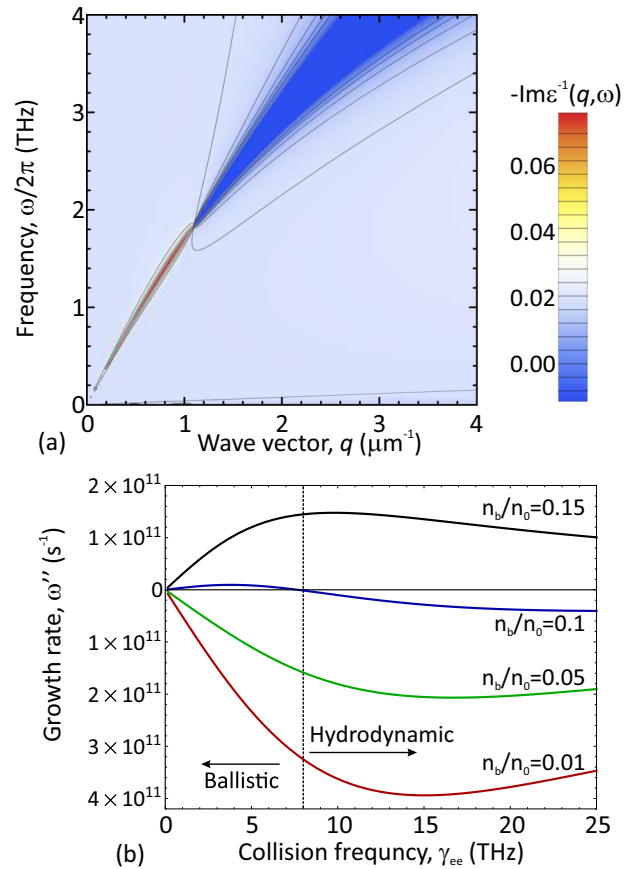 4
3
2
1
0
0
1
2
3
4
Frequency, ω/2π (THz)
Wave vector, q (μm⁻¹)
(a)
-Imε⁻¹(q,ω)
0.06
0.04
0.02
0.00
2 × 10¹¹
1 × 10¹¹
0
1 × 10¹¹
2 × 10¹¹
3 × 10¹¹
4 × 10¹¹
Growth rate, ω'' (s⁻¹)
n_b/n_0=0.15
n_b/n_0=0.1
n_b/n_0=0.05
n_b/n_0=0.01
Hydrodynamic
Ballistic
0
5
10
15
20
25
Collision frequncy, γ_ee (THz)
(b)